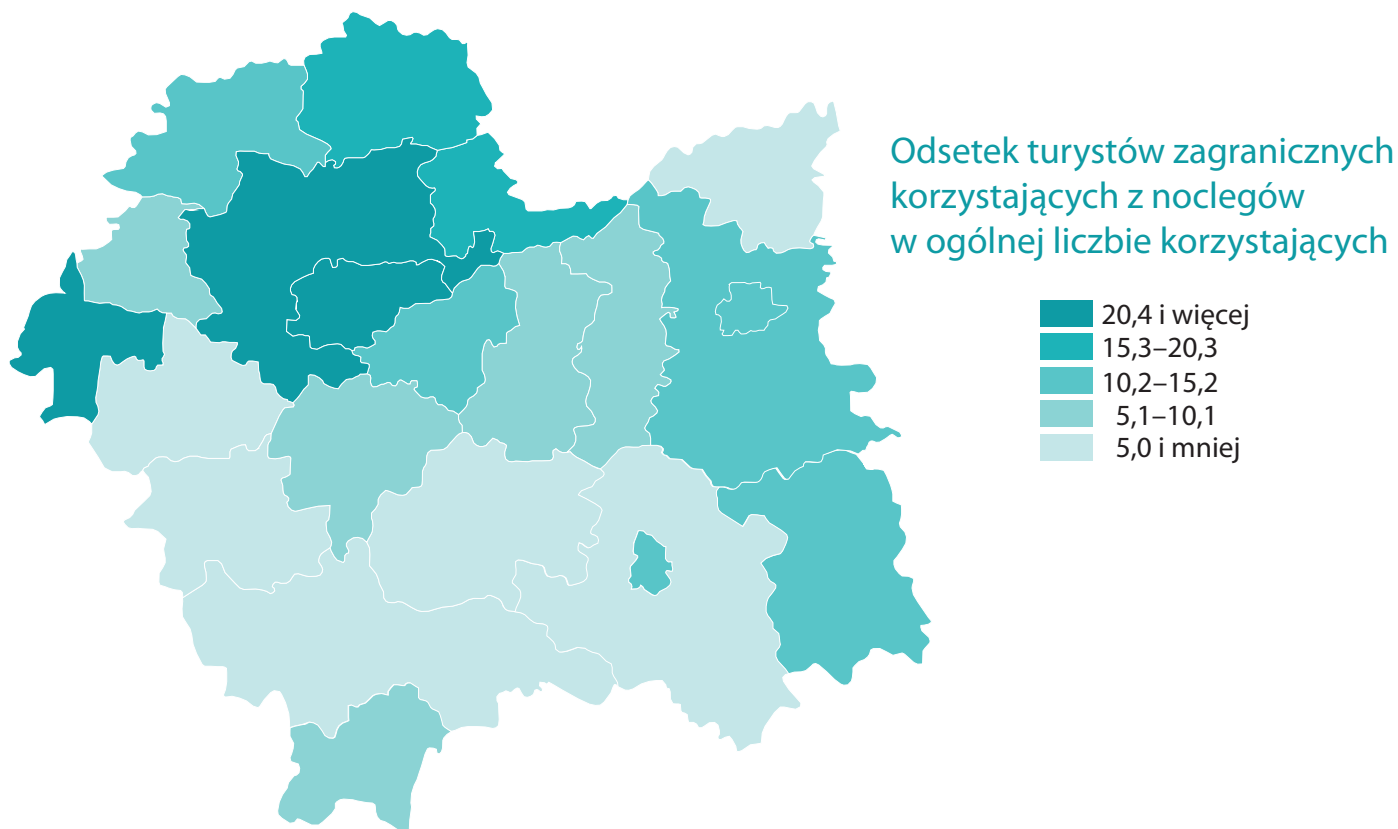 Odsetek turystów zagranicznych
korzystających z noclegów
w ogólnej liczbie korzystających
20,4 i więcej
15,3–20,3
10,2–15,2
5,1–10,1
5,0 i mniej